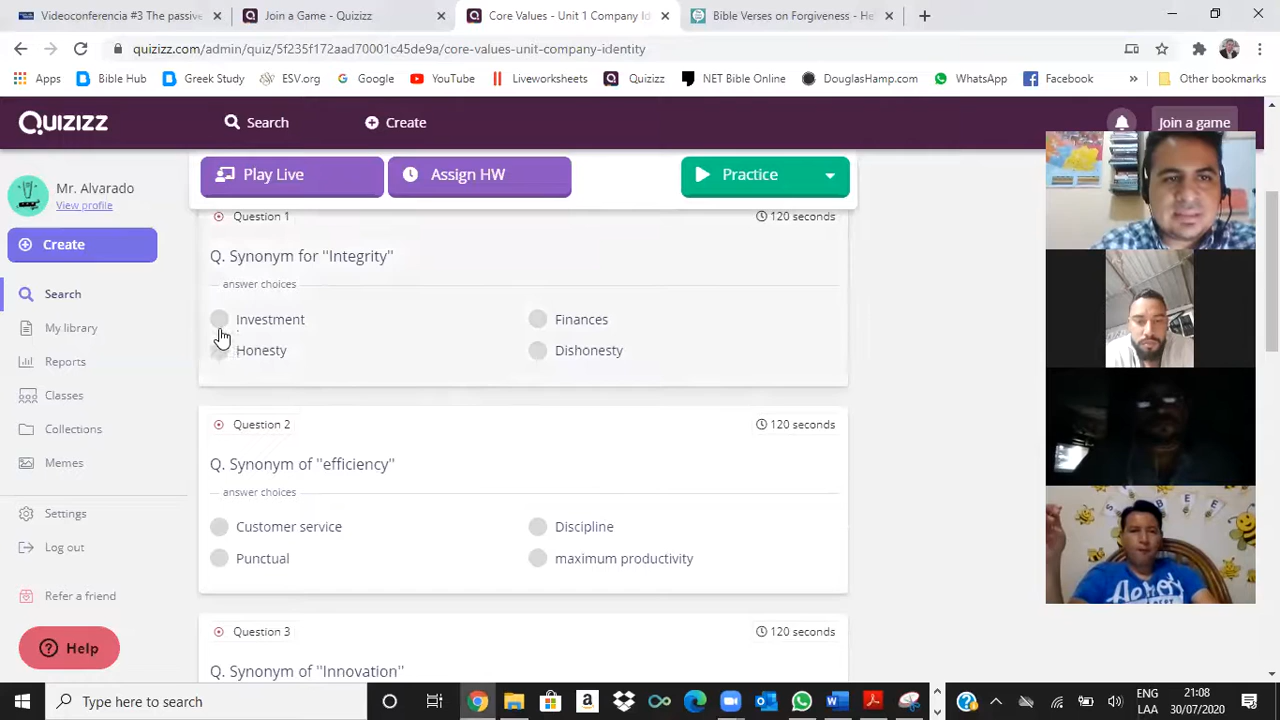 Videoconferencia #3 The passive
Join a Game - Quizizz
Core Values - Unit 1 Company Id
Bible Verses on Forgiveness - He
quizizz.com/admin/quiz/5f235f172aad70001c45de9a/core-values-unit-company-identity
Apps
Bible Hub
Greek Study
ESV.org
Google
YouTube
Liveworksheets
Quizizz
NET Bible Online
DouglasHamp.com
WhatsApp
Facebook
»
Other bookmarks
QUIZIZZ
Search
Create
Join a game
Mr. Alvarado
View profile
Create
Search
My library
Reports
Classes
Collections
Memes
Settings
Log out
Refer a friend
Help
Play Live
Assign HW
Practice
Question 1
120 seconds
Q. Synonym for "Integrity"
answer choices
Investment
Finances
Honesty
Dishonesty
Question 2
120 seconds
Q. Synonym of "efficiency"
answer choices
Customer service
Discipline
Punctual
maximum productivity
Question 3
120 seconds
Q. Synonym of "Innovation"
BEE
AERO
Type here to search
ENG
LAA
21:08
30/07/2020